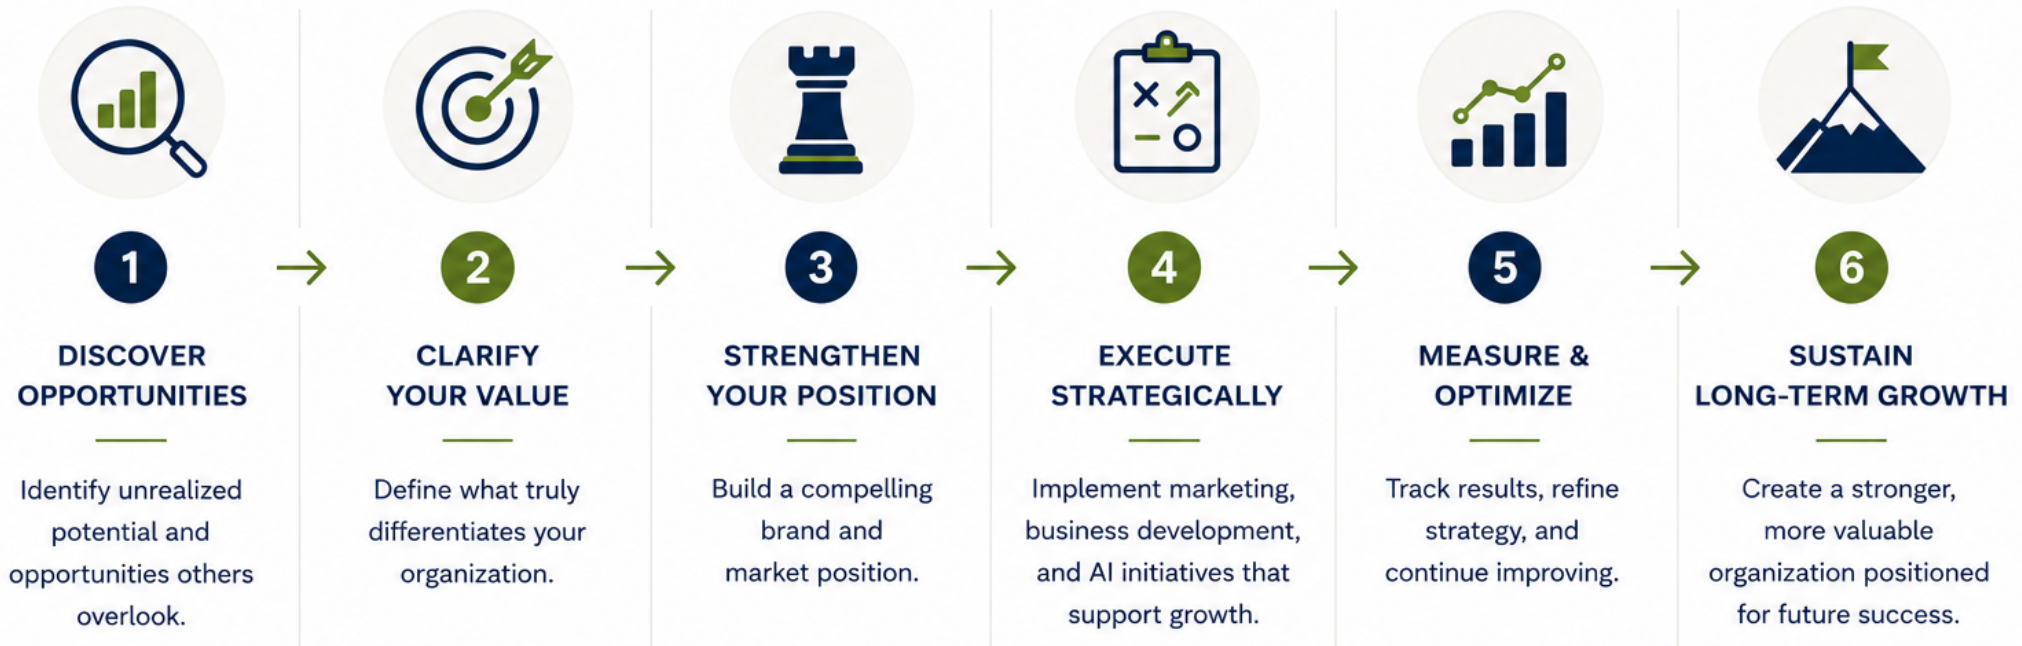 1
DISCOVER
OPPORTUNITIES
Identify unrealized
potential and
opportunities others
overlook.
2
CLARIFY
YOUR VALUE
Define what truly
differentiates your
organization.
3
STRENGTHEN
YOUR POSITION
Build a compelling
brand and
market position.
4
EXECUTE
STRATEGICALLY
Implement marketing,
business development,
and AI initiatives that
support growth.
5
MEASURE &
OPTIMIZE
Track results, refine
strategy, and
continue improving.
6
SUSTAIN
LONG-TERM GROWTH
Create a stronger,
more valuable
organization positioned
for future success.